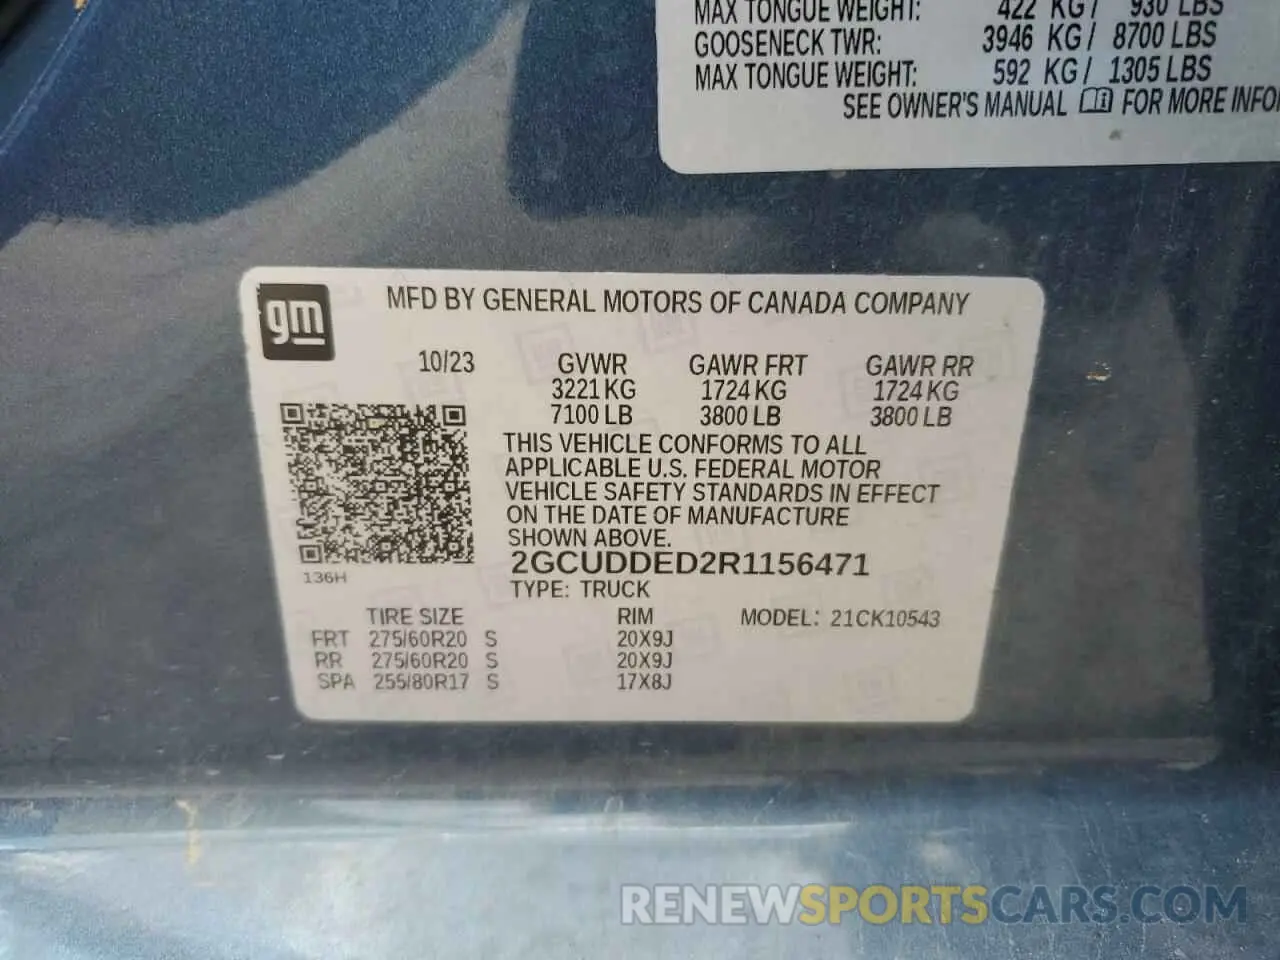 MAX TONGUE WEIGHT: 422 KG / 930 LBS
GOOSENECK TWR: 3946 KG / 8700 LBS
MAX TONGUE WEIGHT: 592 KG / 1305 LBS
SEE OWNER'S MANUAL FOR MORE
gm
MFD BY GENERAL MOTORS OF CANADA COMPANY
10/23 GVWR GAWR FRT GAWR RR
3221 KG 1724 KG 1724 KG
7100 LB 3800 LB 3800 LB
THIS VEHICLE CONFORMS TO ALL
APPLICABLE U.S. FEDERAL MOTOR
VEHICLE SAFETY STANDARDS IN EFFECT
ON THE DATE OF MANUFACTURE
SHOWN ABOVE.
2GCUDDED2R1156471
136H
TYPE: TRUCK
TIRE SIZE RIM MODEL: 21CK10543
FRT 275/60R20 S 20X9J
RR 275/60R20 S 20X9J
SPA 255/80R17 S 17X8J
RENEWSPORTSCARS.COM